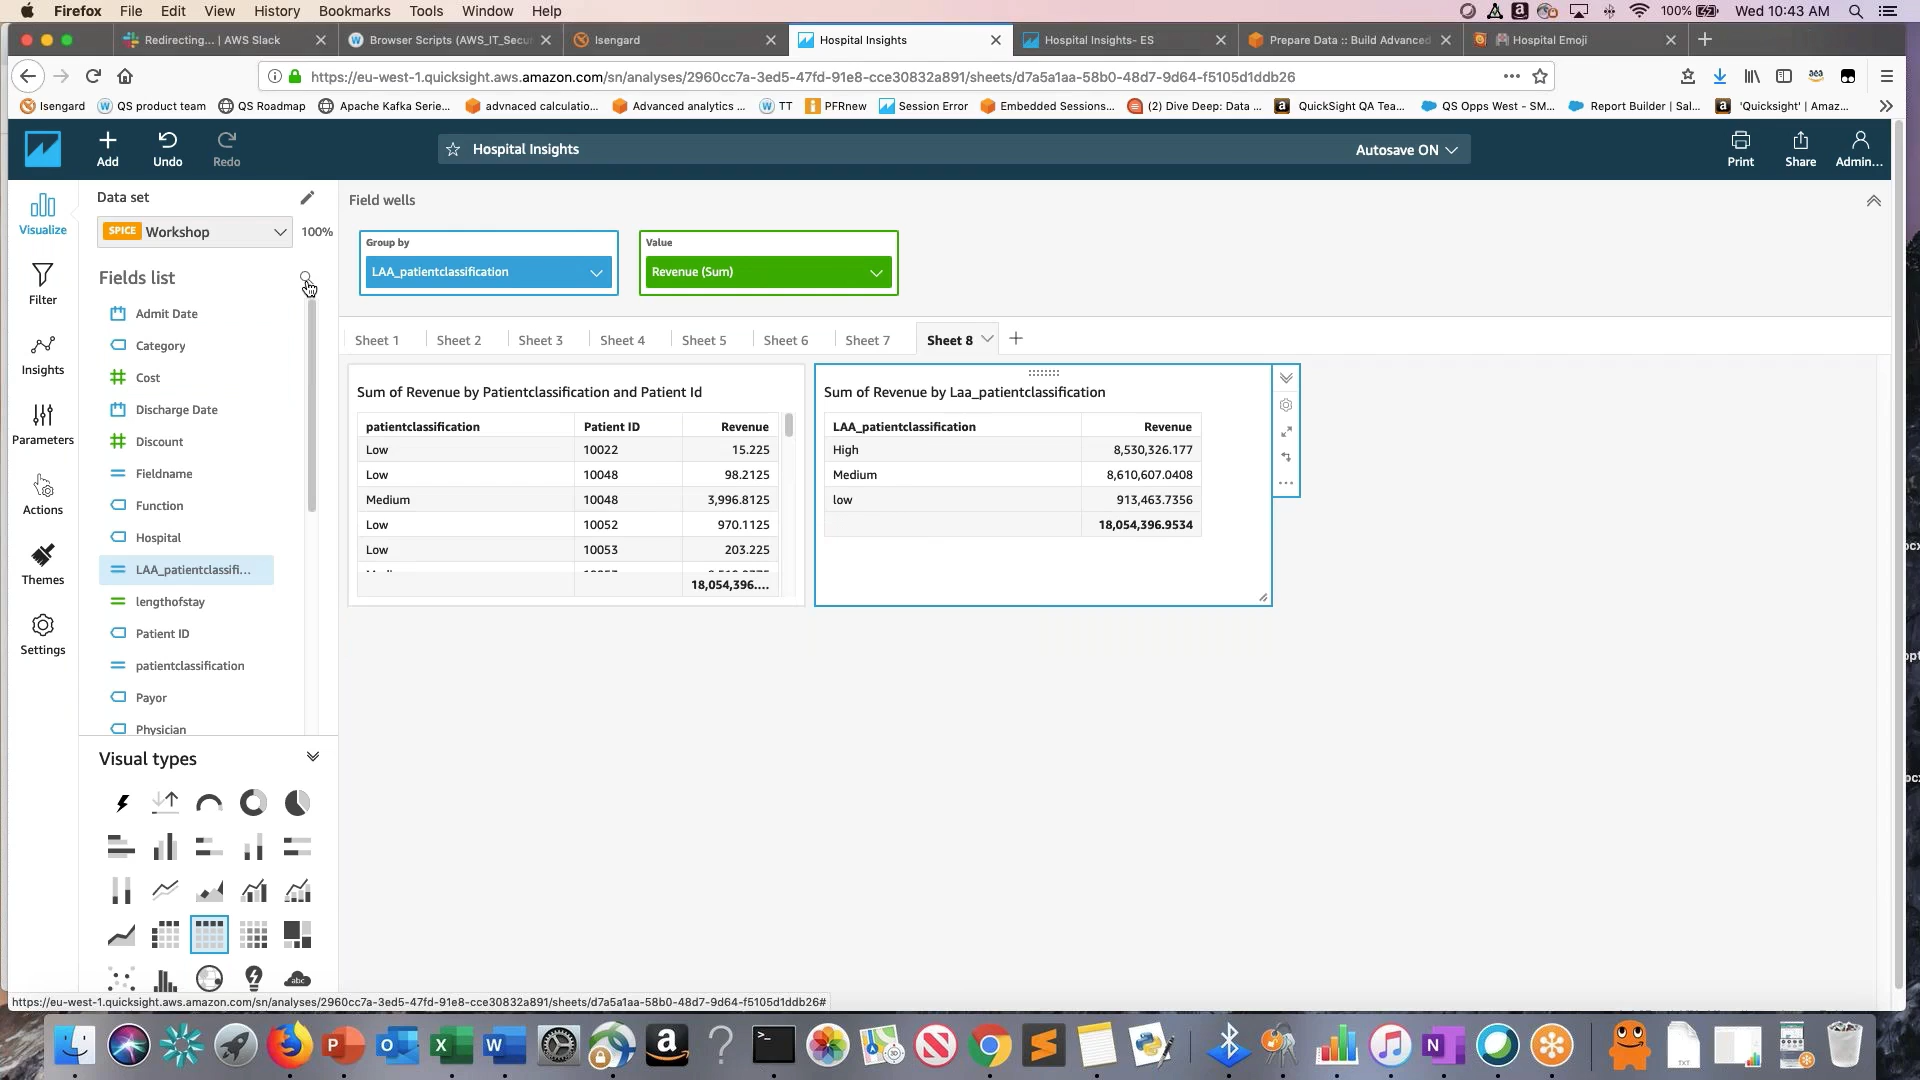 Firefox File Edit View History Bookmarks Tools Window Help 100% Wed 10:43 AM
Redirecting... | AWS Slack
Browser Scripts (AWS_IT_Secu
Isengard
Hospital Insights
Hospital Insights- ES
Prepare Data :: Build Advanced
Hospital Emoji
https://eu-west-1.quicksight.aws.amazon.com/sn/analyses/2960cc7a-3ed5-47fd-91e8-cce30832a891/sheets/d7a5a1aa-58b0-48d7-9d64-f5105d1ddb26
Isengard QS product team QS Roadmap Apache Kafka Serie... advnaced calculatio... Advanced analytics ... TT PFRnew Session Error Embedded Sessions... (2) Dive Deep: Data ... QuickSight QA Tea... QS Opps West - SM... Report Builder | Sal... 'Quicksight' | Amaz...
Add Undo Redo
Hospital Insights
Autosave ON
Print Share Admin...
Visualize
Filter
Insights
Parameters
Actions
Themes
Settings
Data set
SPICE Workshop 100%
Fields list
Admit Date
Category
Cost
Discharge Date
Discount
Fieldname
Function
Hospital
LAA_patientclassifi...
lengthofstay
Patient ID
patientclassification
Payor
Physician
Visual types
abc
Field wells
Group by
LAA_patientclassification
Value
Revenue (Sum)
Sheet 1 Sheet 2 Sheet 3 Sheet 4 Sheet 5 Sheet 6 Sheet 7 Sheet 8
Sum of Revenue by Patientclassification and Patient Id
patientclassification Patient ID Revenue
Low 10022 15.225
Low 10048 98.2125
Medium 10048 3,996.8125
Low 10052 970.1125
Low 10053 203.225
18,054,396....
Sum of Revenue by Laa_patientclassification
LAA_patientclassification Revenue
High 8,530,326.177
Medium 8,610,607.0408
low 913,463.7356
18,054,396.9534
https://eu-west-1.quicksight.aws.amazon.com/sn/analyses/2960cc7a-3ed5-47fd-91e8-cce30832a891/sheets/d7a5a1aa-58b0-48d7-9d64-f5105d1ddb26#